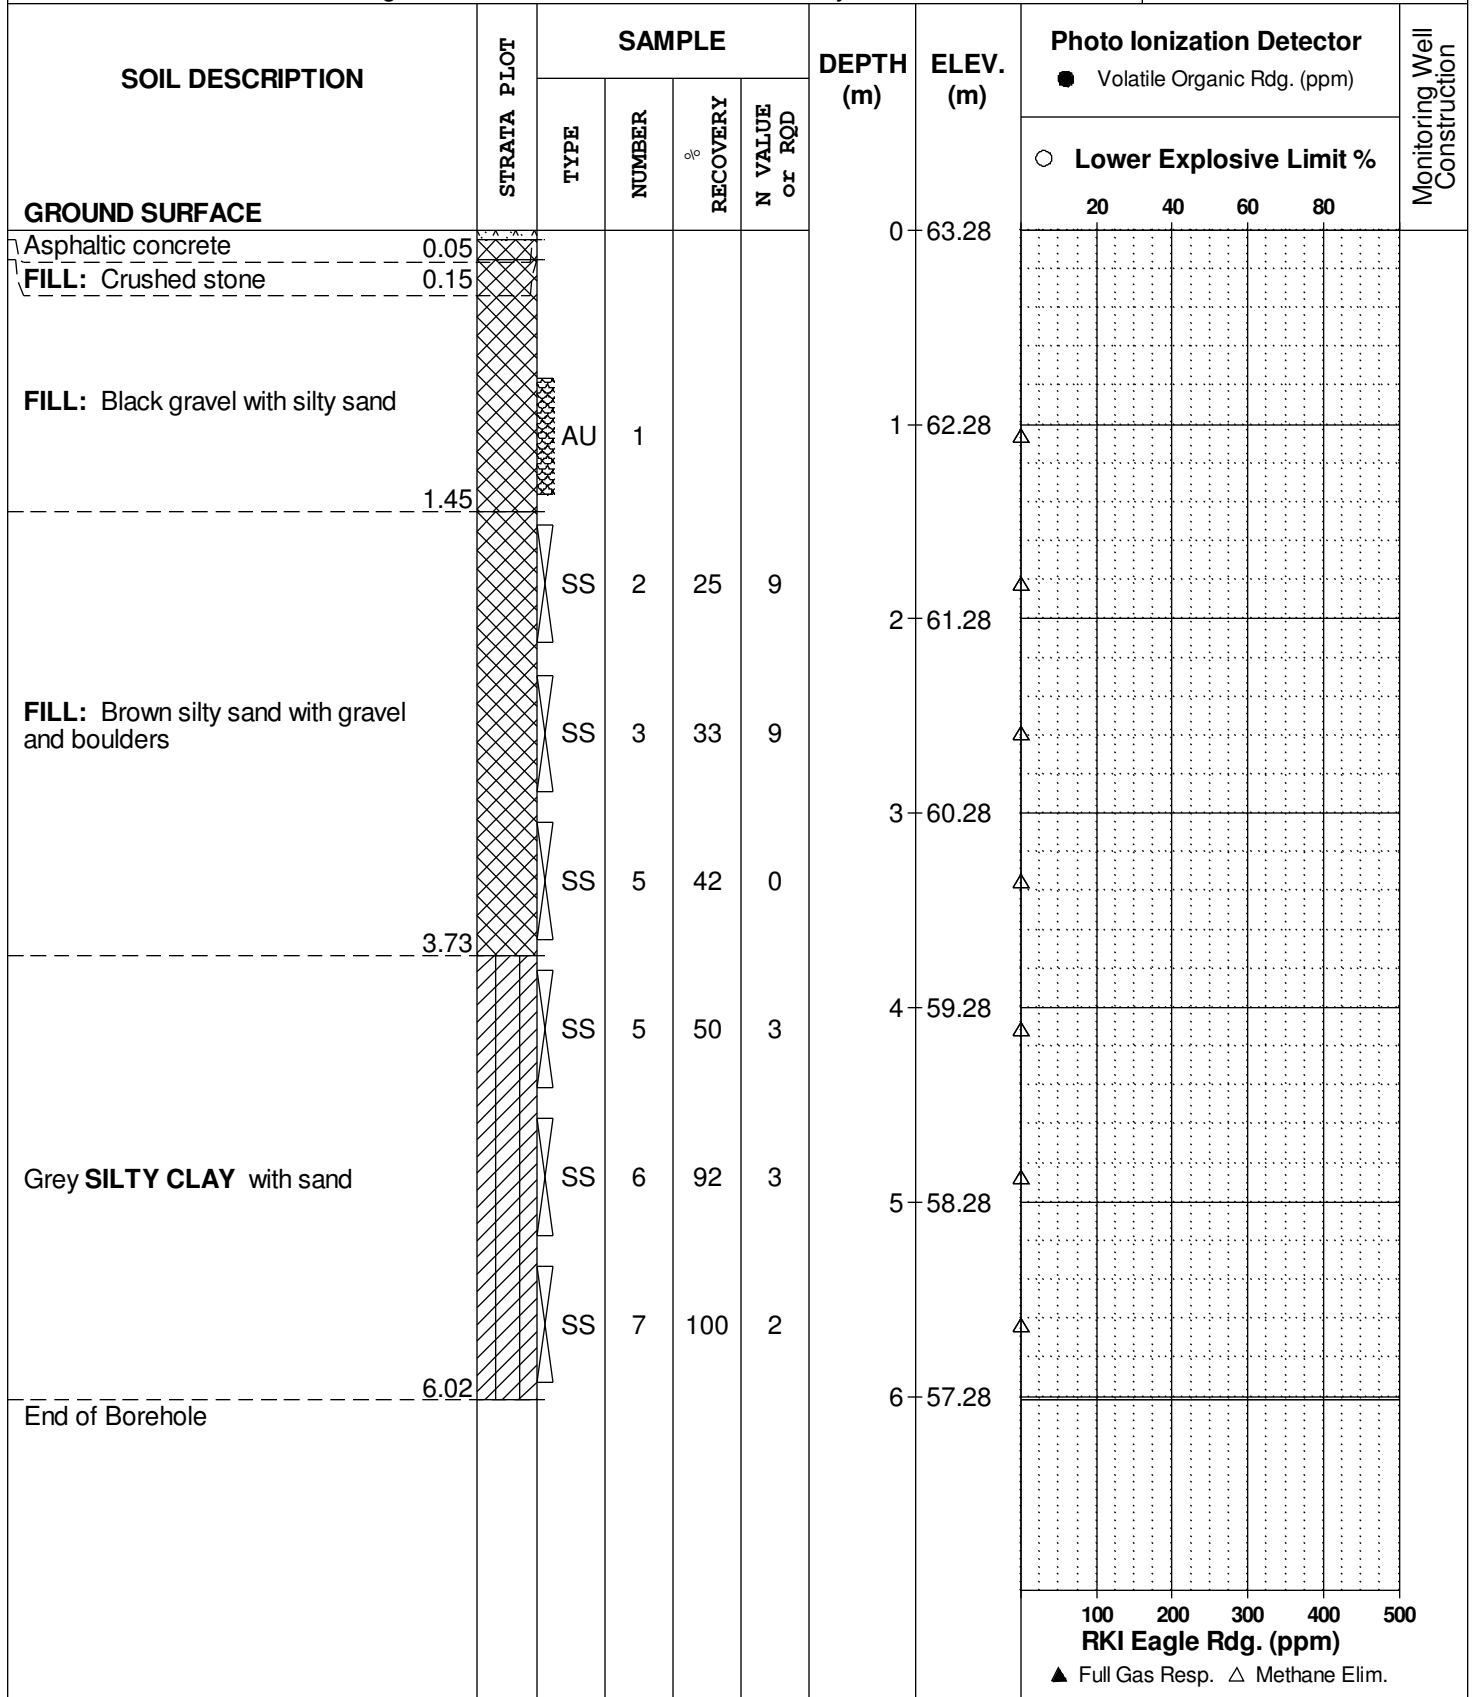 SOIL DESCRIPTION
GROUND SURFACE
STRATA PLOT
SAMPLE
TYPE
NUMBER
%
RECOVERY
N VALUE
or RQD
DEPTH
(m)
ELEV.
(m)
Photo Ionization Detector
● Volatile Organic Rdg. (ppm)
○ Lower Explosive Limit %
20 40 60 80
Monitoring Well
Construction
0 63.28
Asphaltic concrete 0.05
FILL: Crushed stone 0.15
FILL: Black gravel with silty sand
1 62.28
AU 1
1.45
SS 2 25 9
2 61.28
FILL: Brown silty sand with gravel
and boulders
SS 3 33 9
3 60.28
SS 5 42 0
3.73
4 59.28
SS 5 50 3
Grey SILTY CLAY with sand
SS 6 92 3
5 58.28
SS 7 100 2
6.02
6 57.28
End of Borehole
100 200 300 400 500
RKI Eagle Rdg. (ppm)
▲ Full Gas Resp. △ Methane Elim.